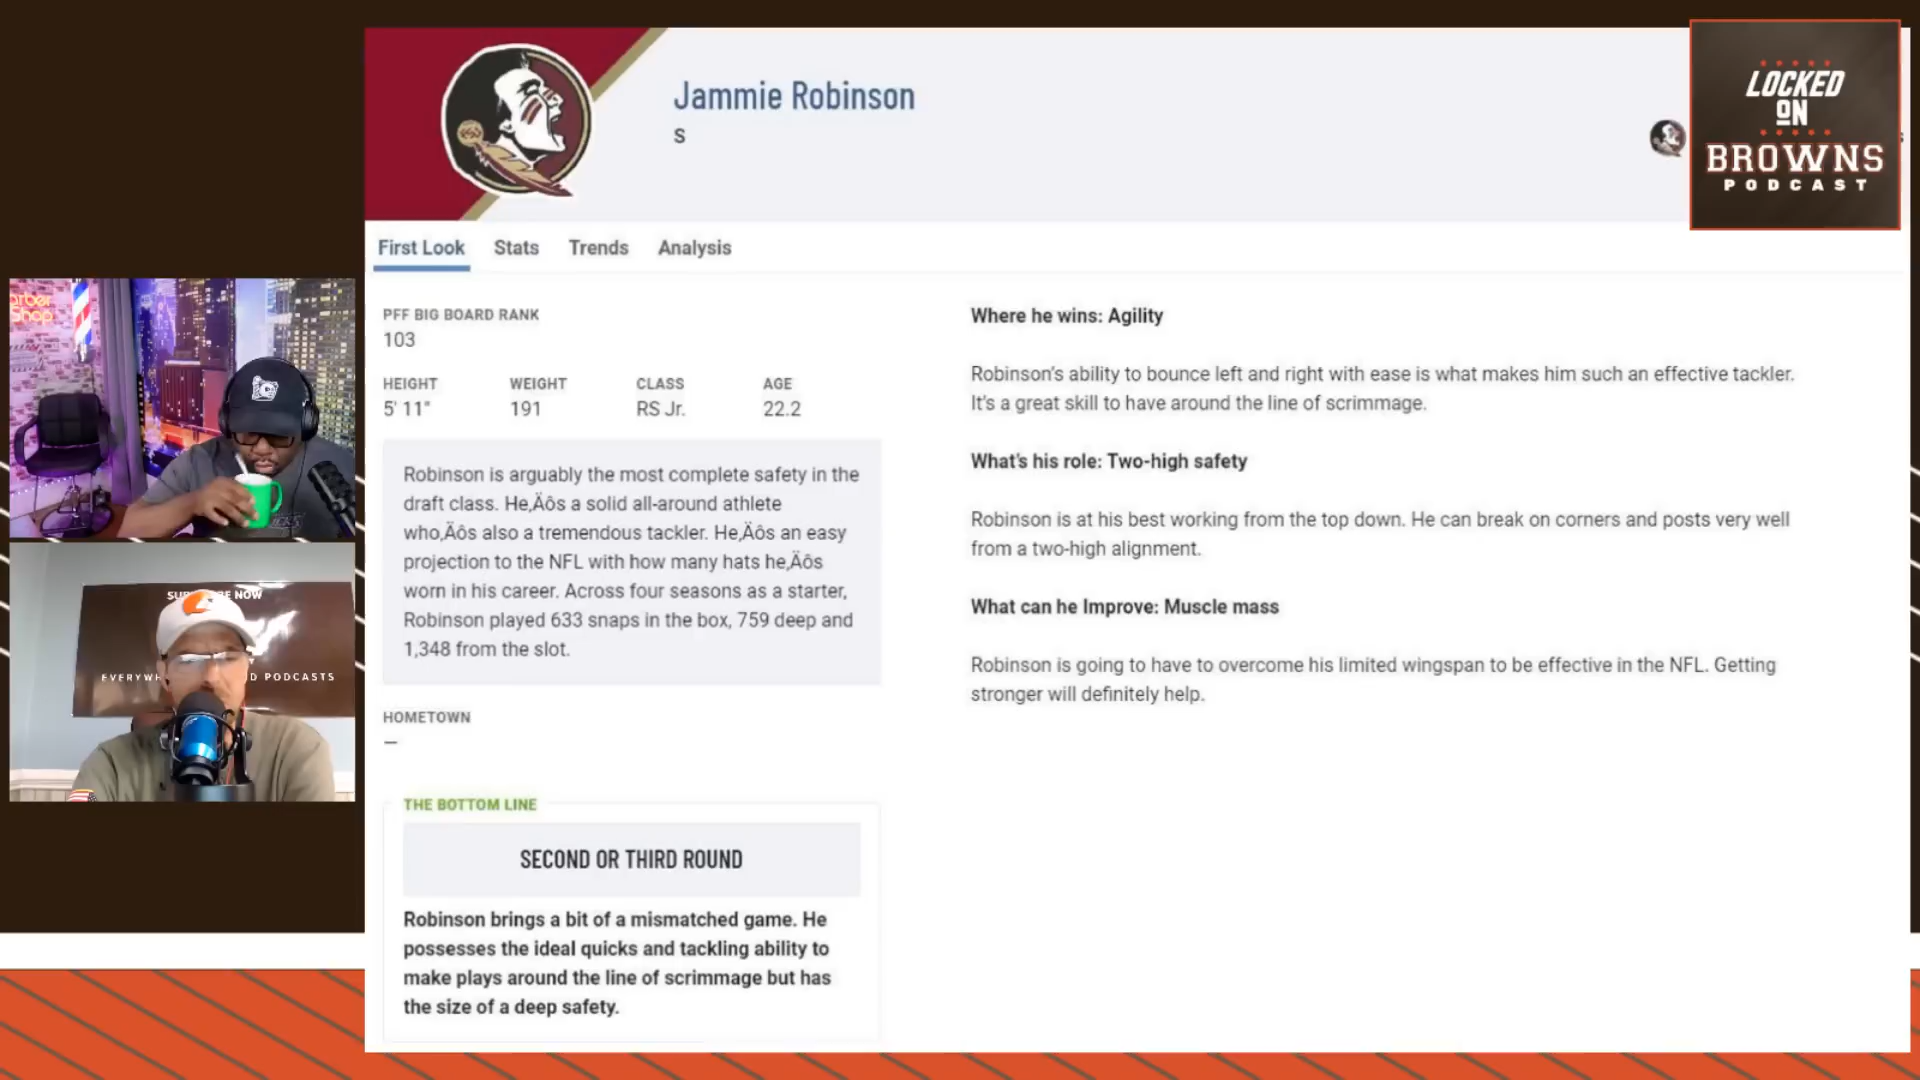 Jammie Robinson
S
LOCKED
ON
BROWNS
PODCAST
First Look Stats Trends Analysis
PFF BIG BOARD RANK
103
HEIGHT WEIGHT CLASS AGE
5' 11" 191 RS Jr. 22.2
Robinson is arguably the most complete safety in the
draft class. He‚Äôs a solid all-around athlete
who‚Äôs also a tremendous tackler. He‚Äôs an easy
projection to the NFL with how many hats he‚Äôs
worn in his career. Across four seasons as a starter,
Robinson played 633 snaps in the box, 759 deep and
1,348 from the slot.
HOMETOWN
—
THE BOTTOM LINE
SECOND OR THIRD ROUND
Robinson brings a bit of a mismatched game. He
possesses the ideal quicks and tackling ability to
make plays around the line of scrimmage but has
the size of a deep safety.
Where he wins: Agility
Robinson's ability to bounce left and right with ease is what makes him such an effective tackler.
It's a great skill to have around the line of scrimmage.
What's his role: Two-high safety
Robinson is at his best working from the top down. He can break on corners and posts very well
from a two-high alignment.
What can he Improve: Muscle mass
Robinson is going to have to overcome his limited wingspan to be effective in the NFL. Getting
stronger will definitely help.
Shop
NOW
PODCASTS